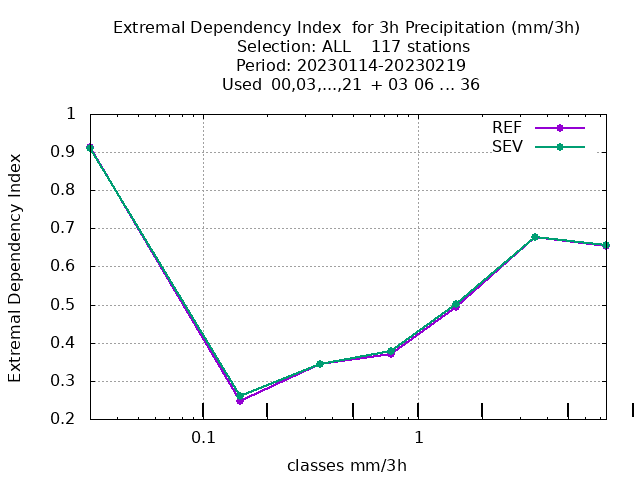 Extremal Dependency Index for 3h Precipitation (mm/3h)
Selection: ALL 117 stations
Period: 20230114-20230219
Used 00,03,...,21 + 03 06 ... 36
REF
SEV
1
0.9
0.8
0.7
0.6
0.5
0.4
0.3
0.2
Extremal Dependency Index
0.1
1
classes mm/3h